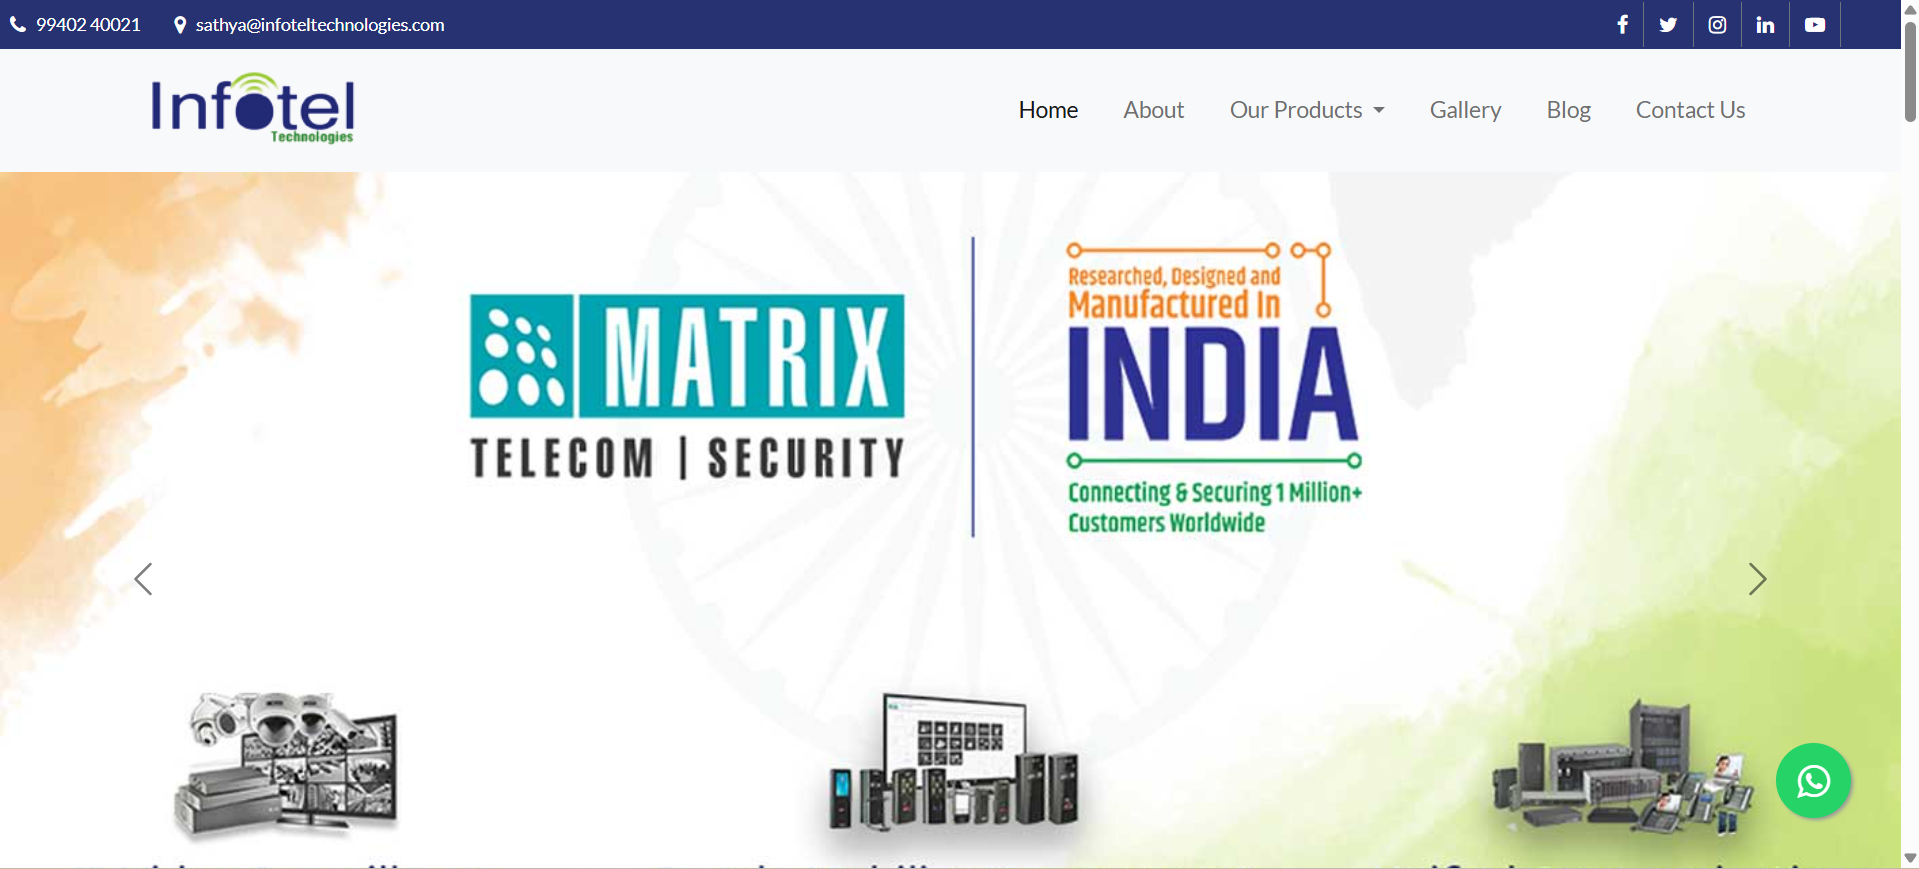 99402 40021 sathya@infoteltechnologies.com
Infotel
Technologies
Home About Our Products Gallery Blog Contact Us
MATRIX
TELECOM | SECURITY
Researched, Designed and
Manufactured In
INDIA
Connecting & Securing 1 Million+
Customers Worldwide